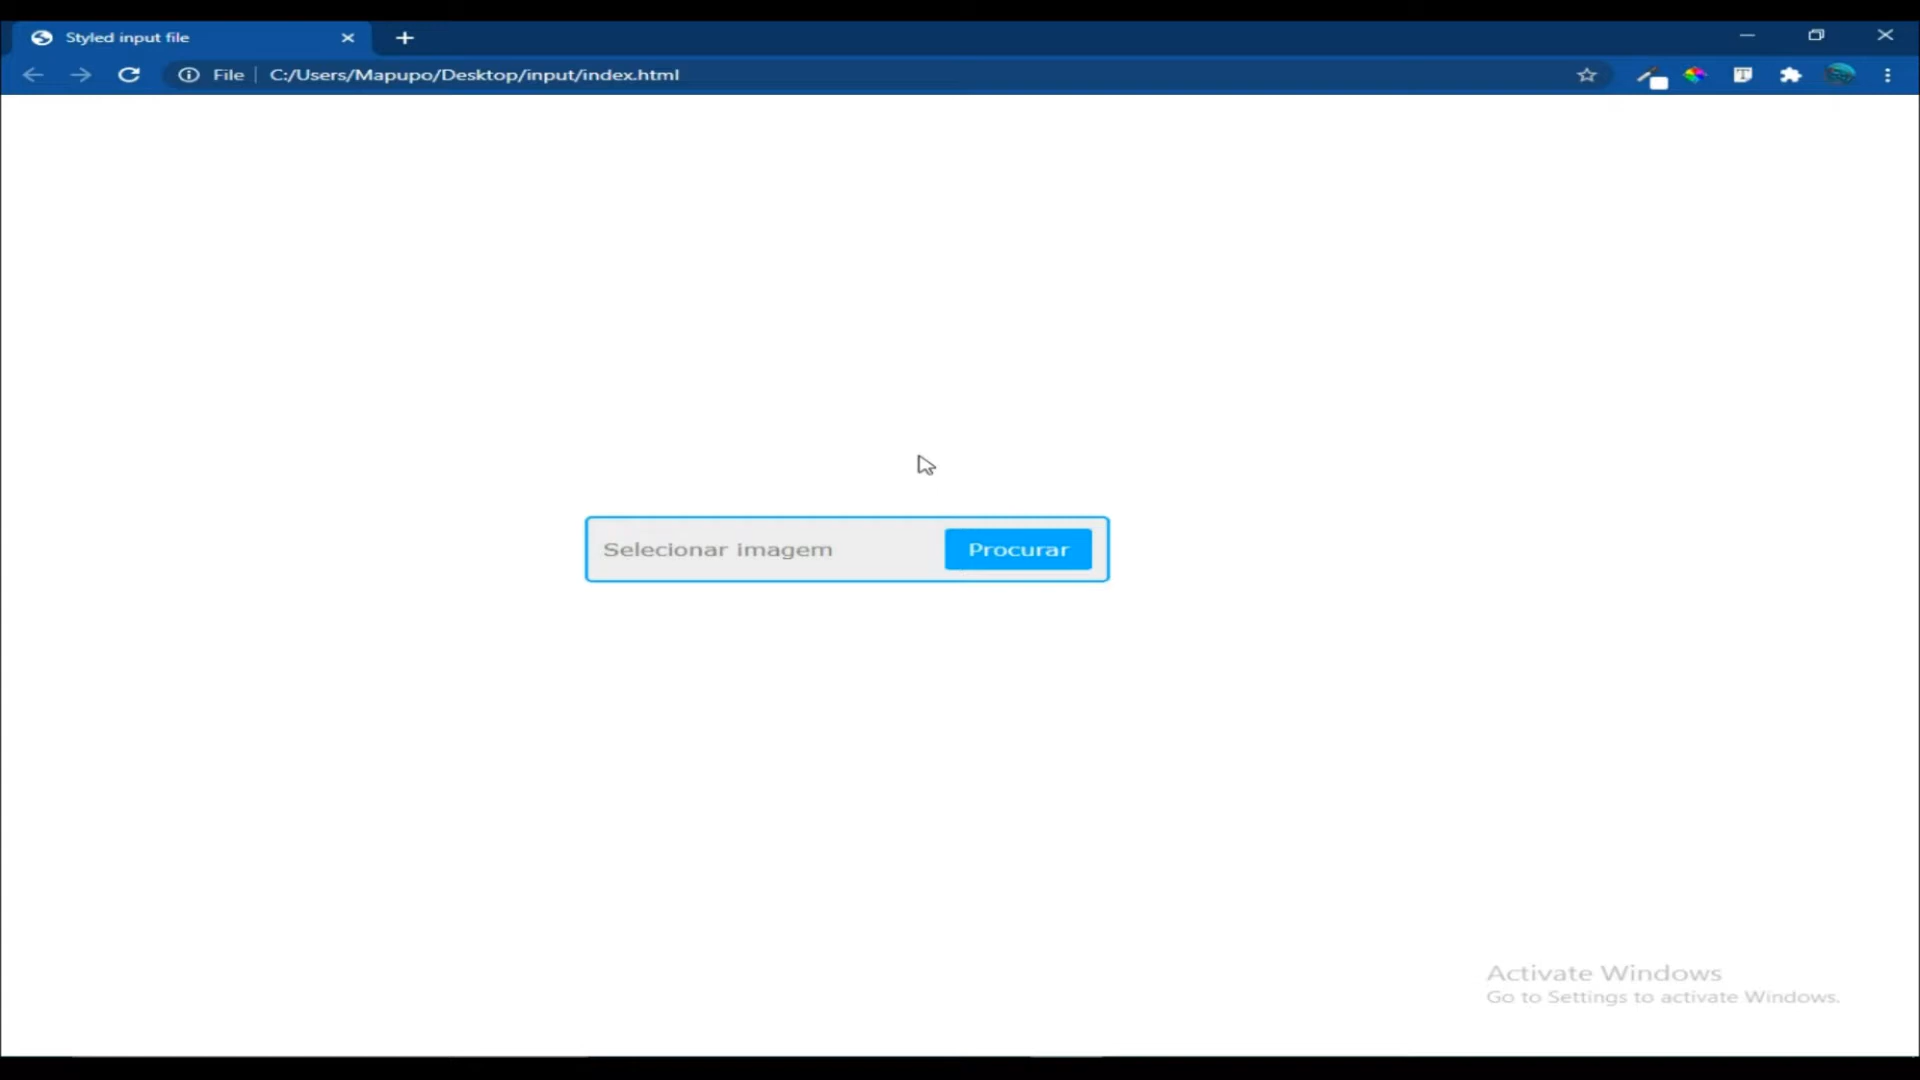 Styled input file
File C:/Users/Mapupo/Desktop/input/index.html
Selecionar imagem
Procurar
Activate Windows
Go to Settings to activate Windows.